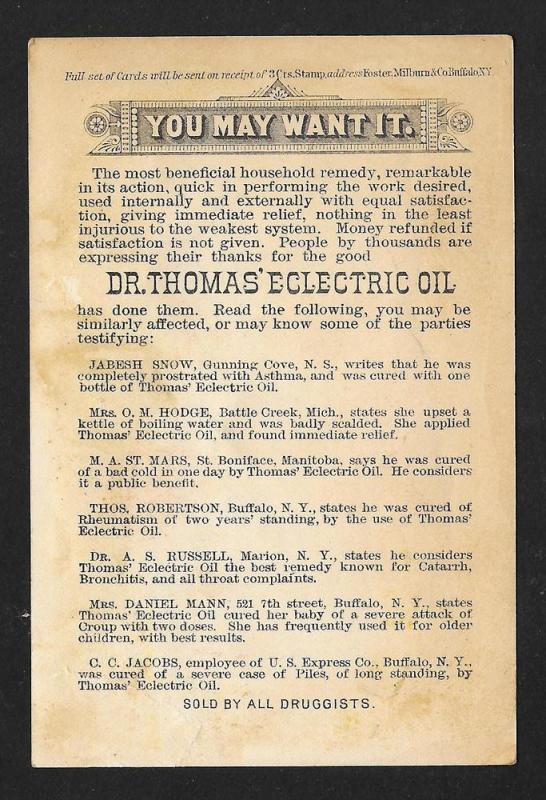 Full set of Cards will be sent on receipt of 3 Cts. Stamp, address Foster, Milburn & Co Buffalo, N.Y.
YOU MAY WANT IT.
The most beneficial household remedy, remarkable
in its action, quick in performing the work desired,
used internally and externally with equal satisfac-
tion, giving immediate relief, nothing in the least
injurious to the weakest system. Money refunded if
satisfaction is not given. People by thousands are
expressing their thanks for the good
DR. THOMAS' ECLECTRIC OIL
has done them. Read the following, you may be
similarly affected, or may know some of the parties
testifying:
JABESH SNOW, Gunning Cove, N. S., writes that he was
completely prostrated with Asthma, and was cured with one
bottle of Thomas' Eclectric Oil.
MRS. O. M. HODGE, Battle Creek, Mich., states she upset a
kettle of boiling water and was badly scalded. She applied
Thomas' Eclectric Oil, and found immediate relief.
M. A. ST. MARS, St. Boniface, Manitoba, says he was cured
of a bad cold in one day by Thomas' Eclectric Oil. He considers
it a public benefit.
THOS. ROBERTSON, Buffalo, N. Y., states he was cured of
Rheumatism of two years' standing, by the use of Thomas'
Eclectric Oil.
DR. A. S. RUSSELL, Marion, N. Y., states he considers
Thomas' Eclectric Oil the best remedy known for Catarrh,
Bronchitis, and all throat complaints.
MRS. DANIEL MANN, 521 7th street, Buffalo, N. Y., states
Thomas' Eclectric Oil cured her baby of a severe attack of
Croup with two doses. She has frequently used it for older
children, with best results.
C. C. JACOBS, employee of U. S. Express Co., Buffalo, N. Y.,
was cured of a severe case of Piles, of long standing, by
Thomas' Eclectric Oil.
SOLD BY ALL DRUGGISTS.